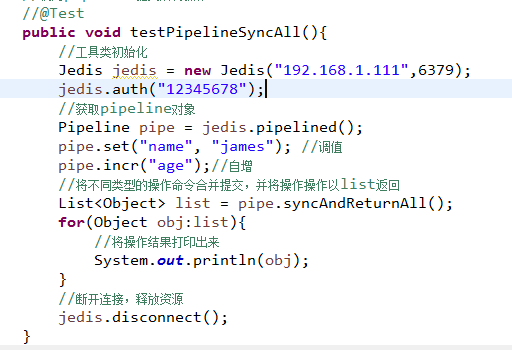 //@Test
public void testPipelineSyncAll(){
//工具类初始化
Jedis jedis = new Jedis("192.168.1.111",6379);
jedis.auth("12345678");
//获取pipeline对象
Pipeline pipe = jedis.pipelined();
pipe.set("name", "james"); //调值
pipe.incr("age");//自增
//将不同类型的操作命令合并提交，并将操作操作以list返回
List<Object> list = pipe.syncAndReturnAll();
for(Object obj:list){
//将操作结果打印出来
System.out.println(obj);
}
//断开连接，释放资源
jedis.disconnect();
}